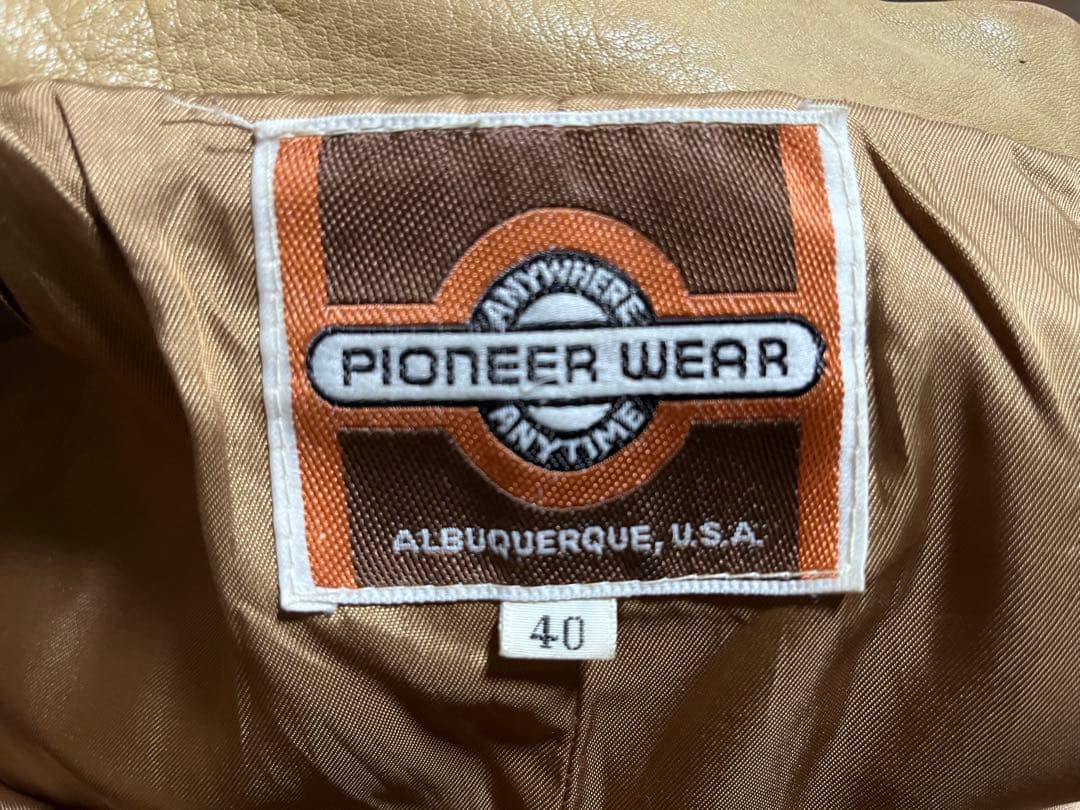 ANYWHERE
PIONEER WEAR
ANYTIME
ALBUQUERQUE, U.S.A.
40